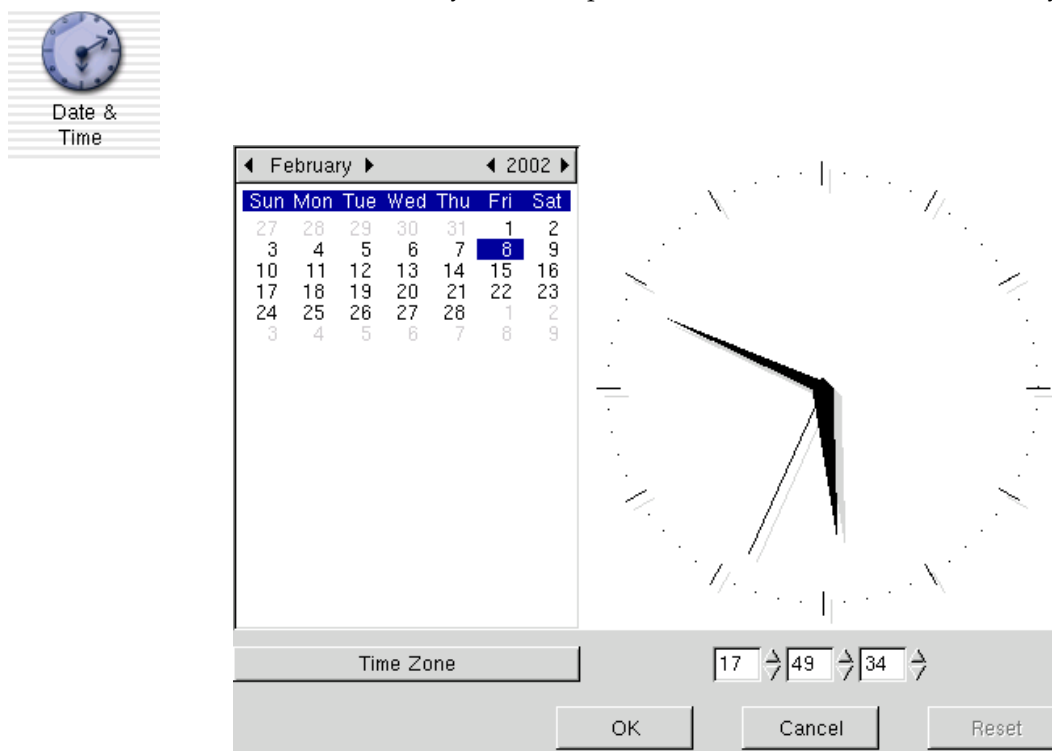 Date &
Time
February 2002
Sun Mon Tue Wed Thu Fri Sat
27 28 29 30 31 1 2
3 4 5 6 7 8 9
10 11 12 13 14 15 16
17 18 19 20 21 22 23
24 25 26 27 28 1 2
3 4 5 6 7 8 9
Time Zone
17 49 34
OK Cancel Reset